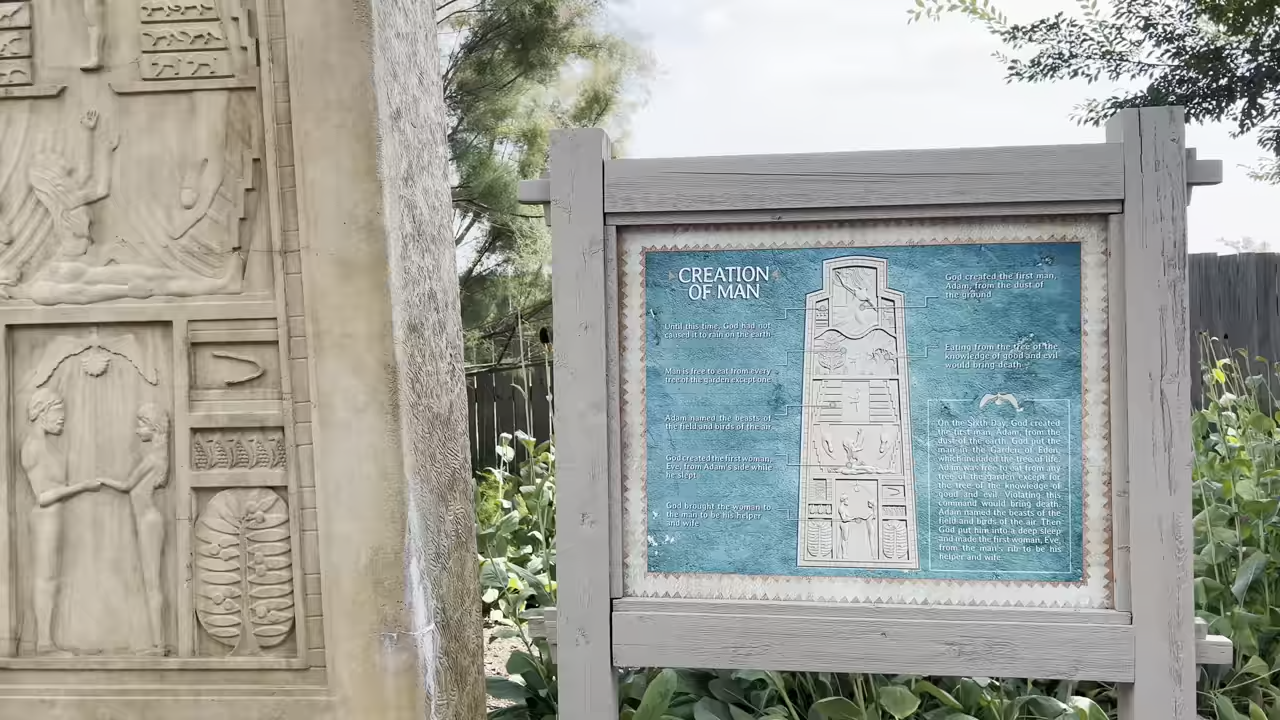 CREATION
OF MAN
Until this time, God had not
caused it to rain on the earth
Man is free to eat from every
tree of the garden except one
Adam named the beasts of
the field and birds of the air
God created the first woman,
Eve, from Adam's side while
he slept
God brought the woman to
the man to be his helper
and wife
God created the first man,
Adam, from the dust of
the ground
Eating from the tree of the
knowledge of good and evil
would bring death
On the Sixth Day, God created
the first man, Adam, from the
dust of the earth. God put the
man in the Garden of Eden,
which included the tree of life.
Adam was free to eat from any
tree of the garden except for
the tree of the knowledge of
good and evil. Violating this
command would bring death.
Adam named the beasts of the
field and birds of the air. Then
God put him into a deep sleep
and made the first woman, Eve,
from the man's rib to be his
helper and wife.